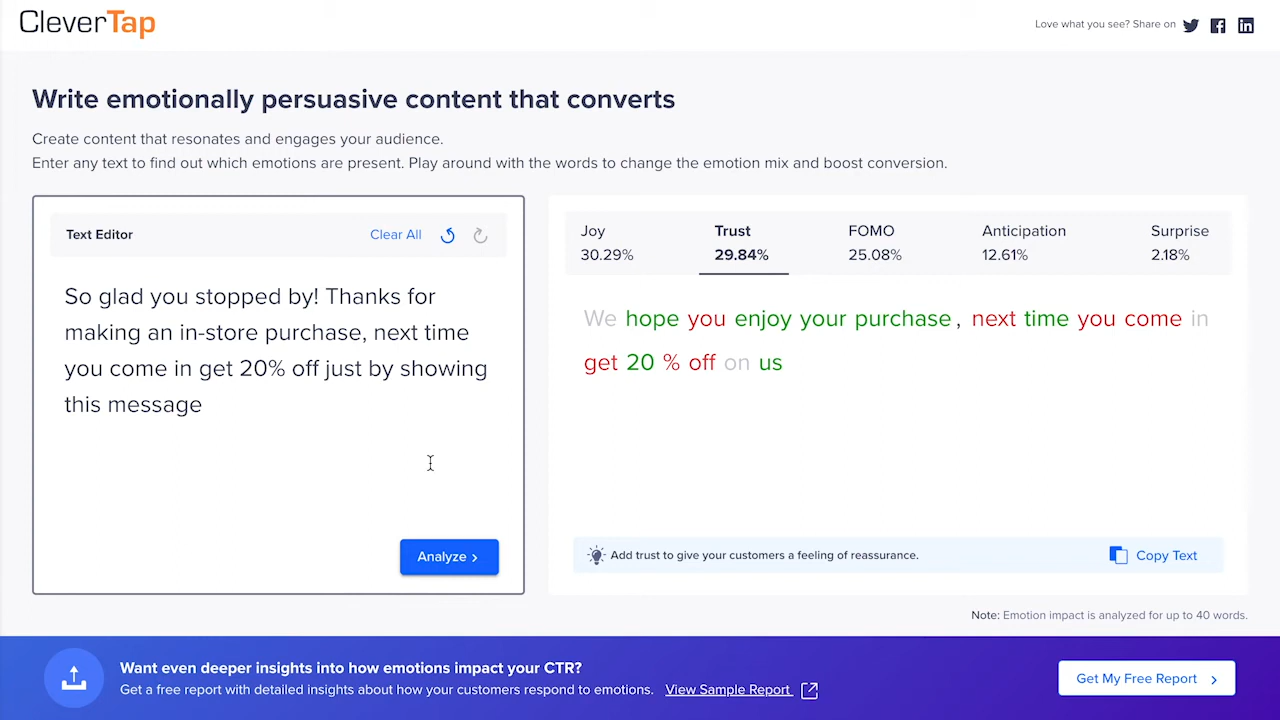 CleverTap
Love what you see? Share on
Write emotionally persuasive content that converts
Create content that resonates and engages your audience.
Enter any text to find out which emotions are present. Play around with the words to change the emotion mix and boost conversion.
Text Editor
Clear All
So glad you stopped by! Thanks for
making an in-store purchase, next time
you come in get 20% off just by showing
this message
Analyze
Joy
30.29%
Trust
29.84%
FOMO
25.08%
Anticipation
12.61%
Surprise
2.18%
We hope you enjoy your purchase , next time you come in
get 20 % off on us
Add trust to give your customers a feeling of reassurance.
Copy Text
Note: Emotion impact is analyzed for up to 40 words.
Want even deeper insights into how emotions impact your CTR?
Get a free report with detailed insights about how your customers respond to emotions. View Sample Report
Get My Free Report